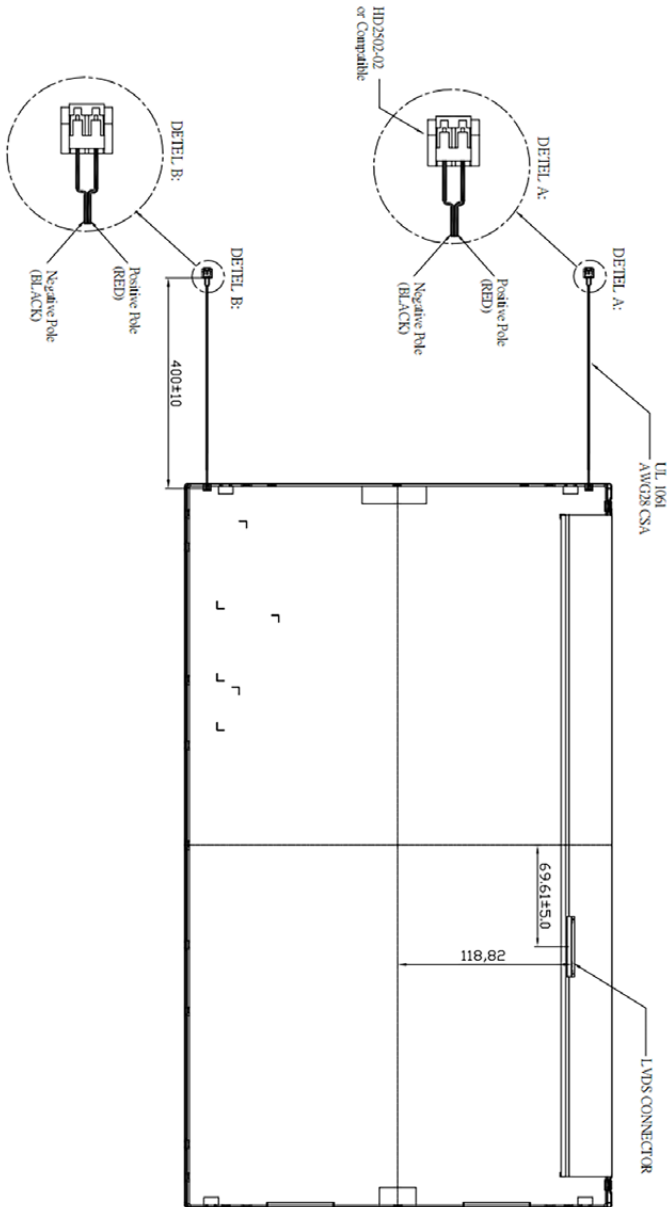 HD2502-02
or Compatible
DETEL A:
Positive Pole
(RED)
Negative Pole
(BLACK)
DETEL A:
UL 1061
AWG28 CSA
DETEL B:
Positive Pole
(RED)
Negative Pole
(BLACK)
DETEL B:
400±10
69.61±5.0
118,82
LVDS CONNECTOR